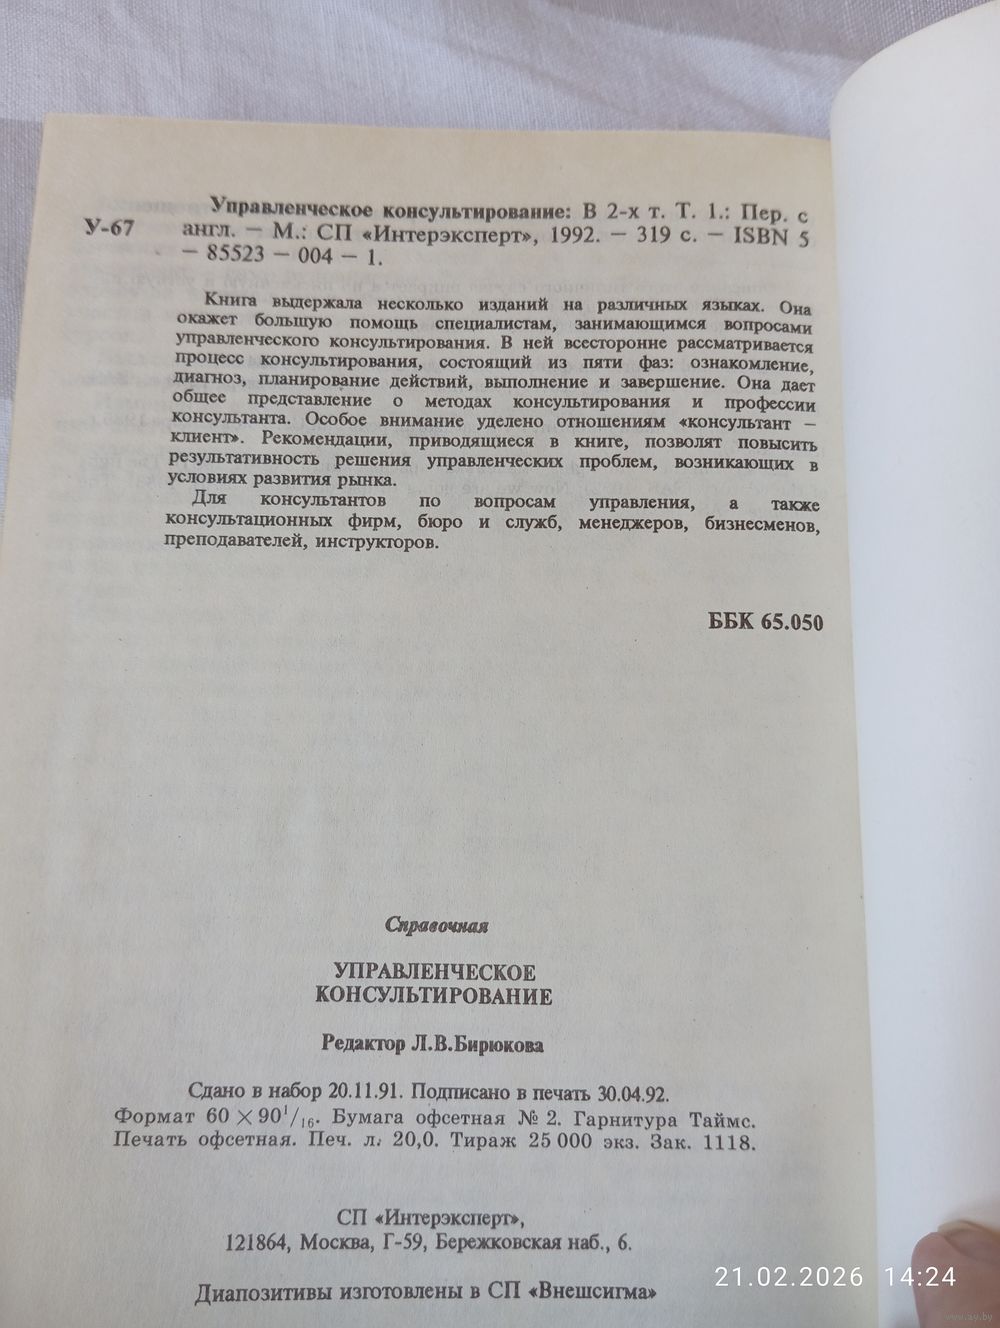 Управленческое консультирование: В 2-х т. Т. 1.: Пер. с
У-67 англ. — М.: СП «Интерэксперт», 1992. — 319 с. — ISBN 5
— 85523 — 004 — 1.
Книга выдержала несколько изданий на различных языках. Она
окажет большую помощь специалистам, занимающимся вопросами
управленческого консультирования. В ней всесторонне рассматривается
процесс консультирования, состоящий из пяти фаз: ознакомление,
диагноз, планирование действий, выполнение и завершение. Она дает
общее представление о методах консультирования и профессии
консультанта. Особое внимание уделено отношениям «консультант —
клиент». Рекомендации, приводящиеся в книге, позволят повысить
результативность решения управленческих проблем, возникающих в
условиях развития рынка.
Для консультантов по вопросам управления, а также
консультационных фирм, бюро и служб, менеджеров, бизнесменов,
преподавателей, инструкторов.
ББК 65.050
Справочная
УПРАВЛЕНЧЕСКОЕ
КОНСУЛЬТИРОВАНИЕ
Редактор Л.В.Бирюкова
Сдано в набор 20.11.91. Подписано в печать 30.04.92.
Формат 60 × 90¹/₁₆. Бумага офсетная № 2. Гарнитура Таймс.
Печать офсетная. Печ. л. 20,0. Тираж 25 000 экз. Зак. 1118.
СП «Интерэксперт»,
121864, Москва, Г-59, Бережковская наб., 6.
Диапозитивы изготовлены в СП «Внешсигма»
21.02.2026 14:24
www.ay.by